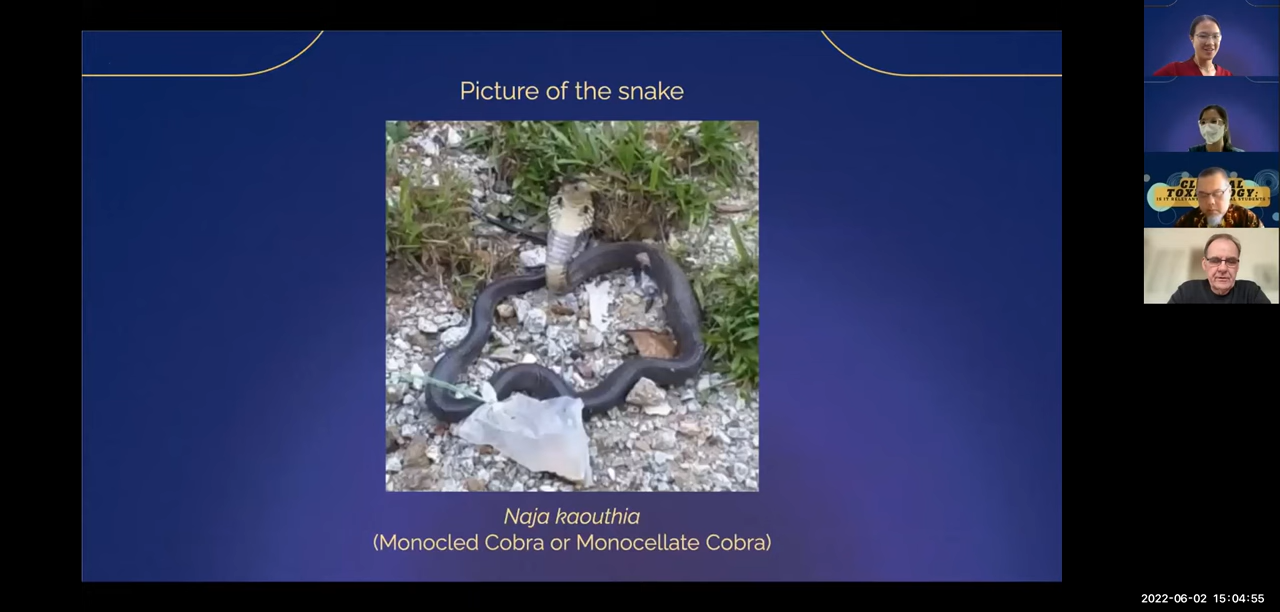 Picture of the snake
Naja kaouthia
(Monocled Cobra or Monocellate Cobra)
2022-06-02 15:04:55